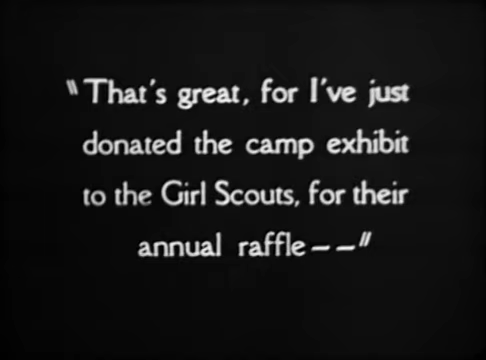 "That's great, for I've just
donated the camp exhibit
to the Girl Scouts, for their
annual raffle——"